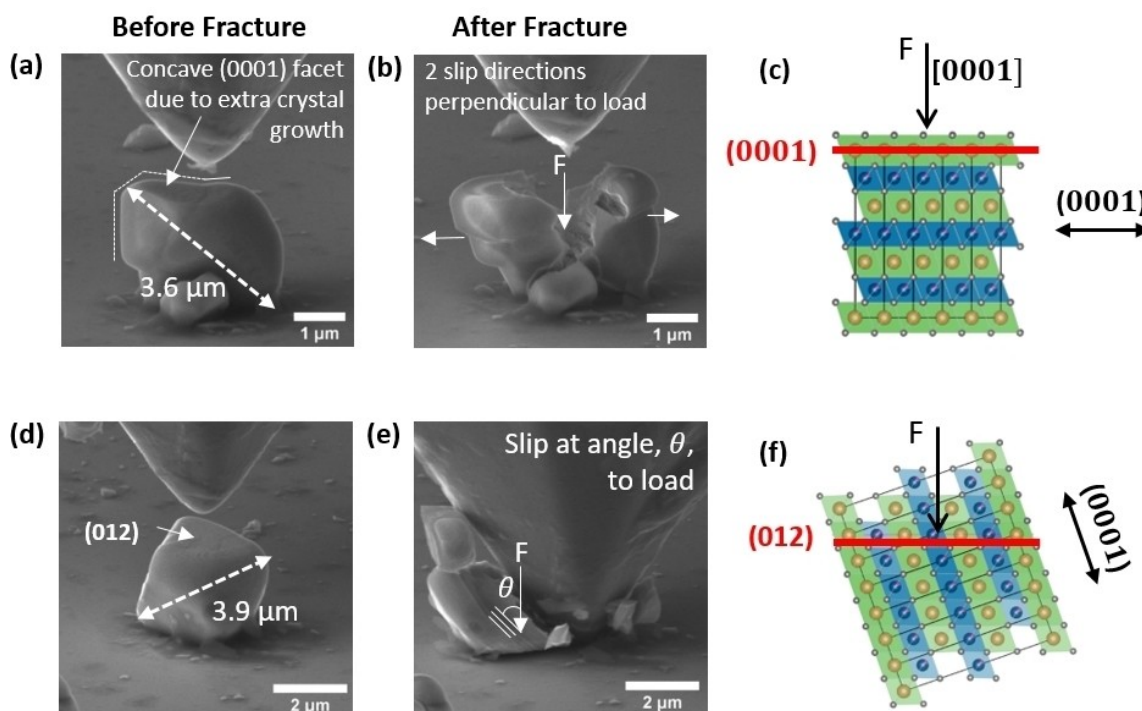 Before Fracture
After Fracture
(a)
Concave (0001) facet
due to extra crystal
growth
3.6 µm
1 µm
(b)
2 slip directions
perpendicular to load
F
1 µm
(c)
F
[0001]
(0001)
(0001)
(d)
(012)
3.9 µm
2 µm
(e)
Slip at angle, θ,
to load
F
θ
2 µm
(f)
F
(012)
(0001)